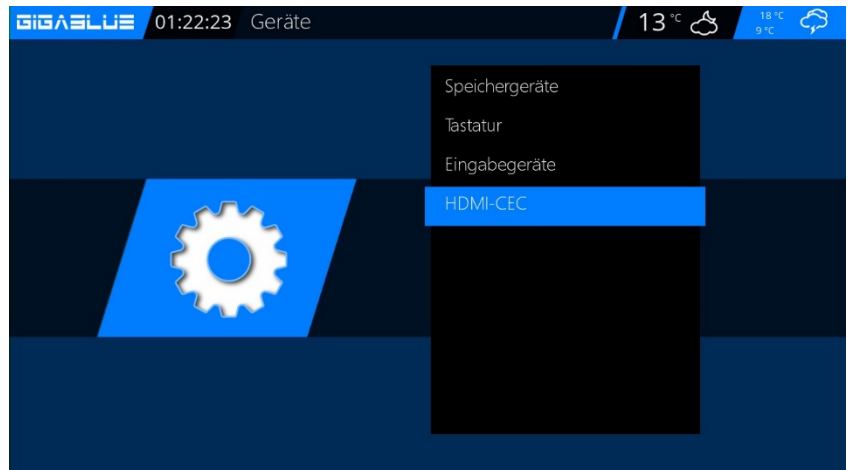 GIGABLUE 01:22:23 Geräte 13 °C 18 °C
9 °C
Speichergeräte
Tastatur
Eingabegeräte
HDMI-CEC